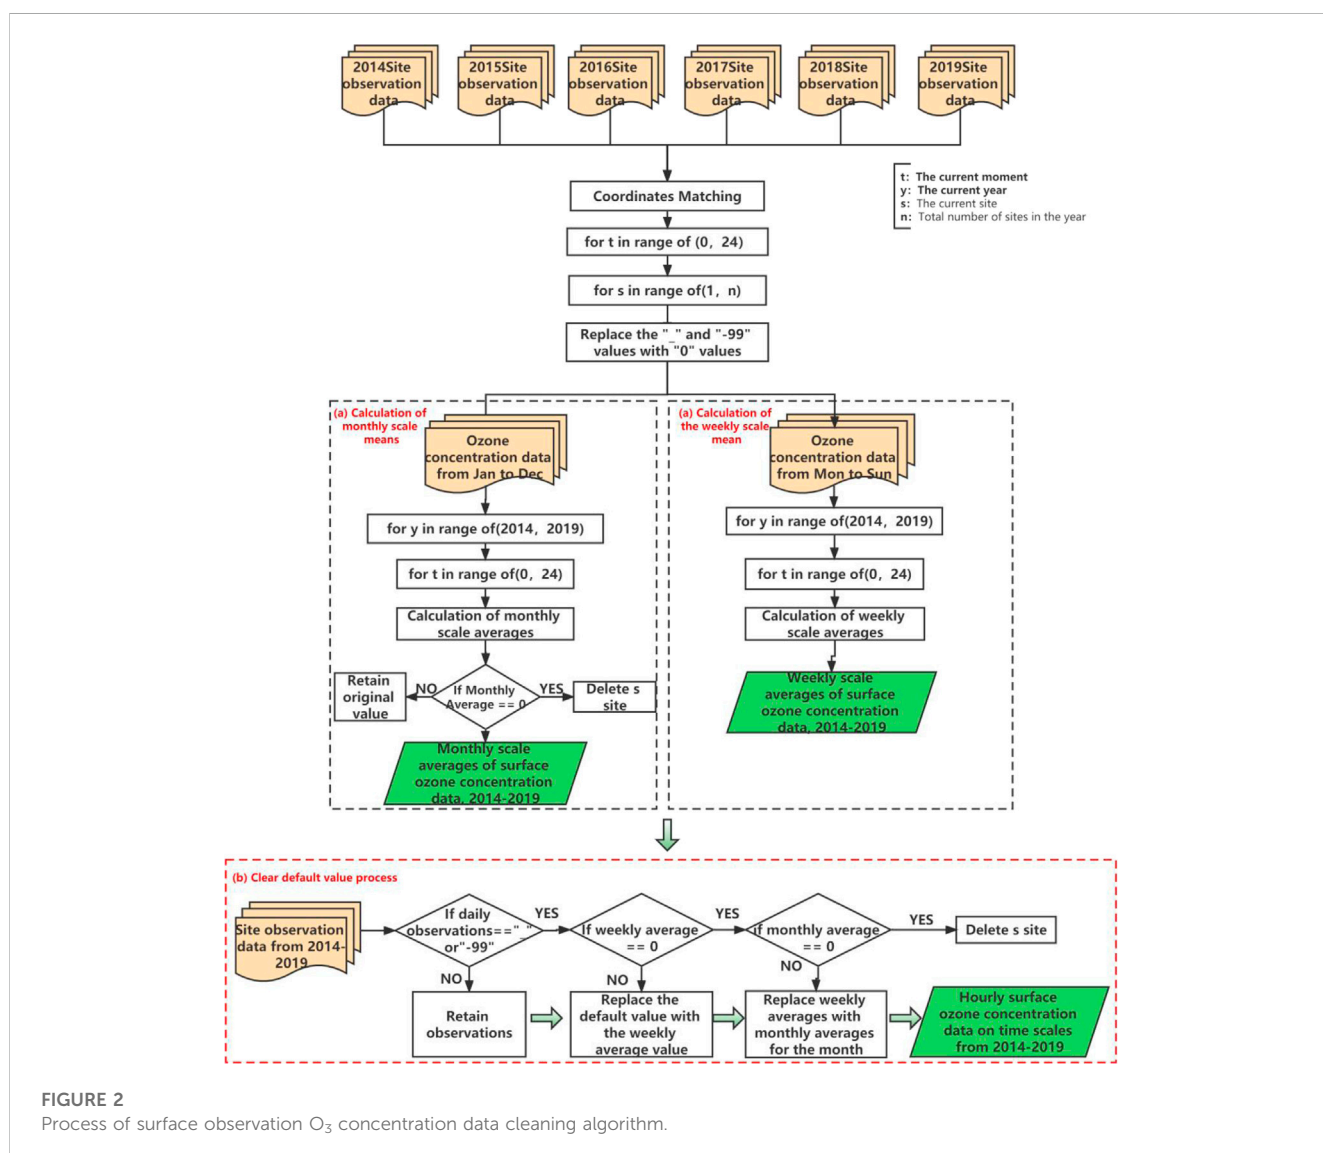 2014Site
observation
data
2015Site
observation
data
2016Site
observation
data
2017Site
observation
data
2018Site
observation
data
2019Site
observation
data
t: The current moment
y: The current year
s: The current site
n: Total number of sites in the year
Coordinates Matching
for t in range of (0, 24)
for s in range of(1, n)
Replace the "_" and "-99"
values with "0" values
(a) Calculation of
monthly scale
means
Ozone
concentration data
from Jan to Dec
for y in range of(2014, 2019)
for t in range of(0, 24)
Calculation of monthly
scale averages
If Monthly
Average == 0
NO
YES
Retain
original
value
Delete s
site
Monthly scale
averages of surface
ozone concentration
data, 2014-2019
(a) Calculation of
the weekly scale
mean
Ozone
concentration data
from Mon to Sun
for y in range of(2014, 2019)
for t in range of(0, 24)
Calculation of weekly
scale averages
Weekly scale
averages of surface
ozone concentration
data, 2014-2019
(b) Clear default value process
Site observation
data from 2014-
2019
If daily
observations=="_"
or"-99"
YES
If weekly average
== 0
YES
if monthly average
== 0
YES
Delete s site
NO
NO
NO
Retain
observations
Replace the
default value with
the weekly
average value
Replace weekly
averages with
monthly averages
for the month
Hourly surface
ozone concentration
data on time scales
from 2014-2019
FIGURE 2
Process of surface observation O₃ concentration data cleaning algorithm.